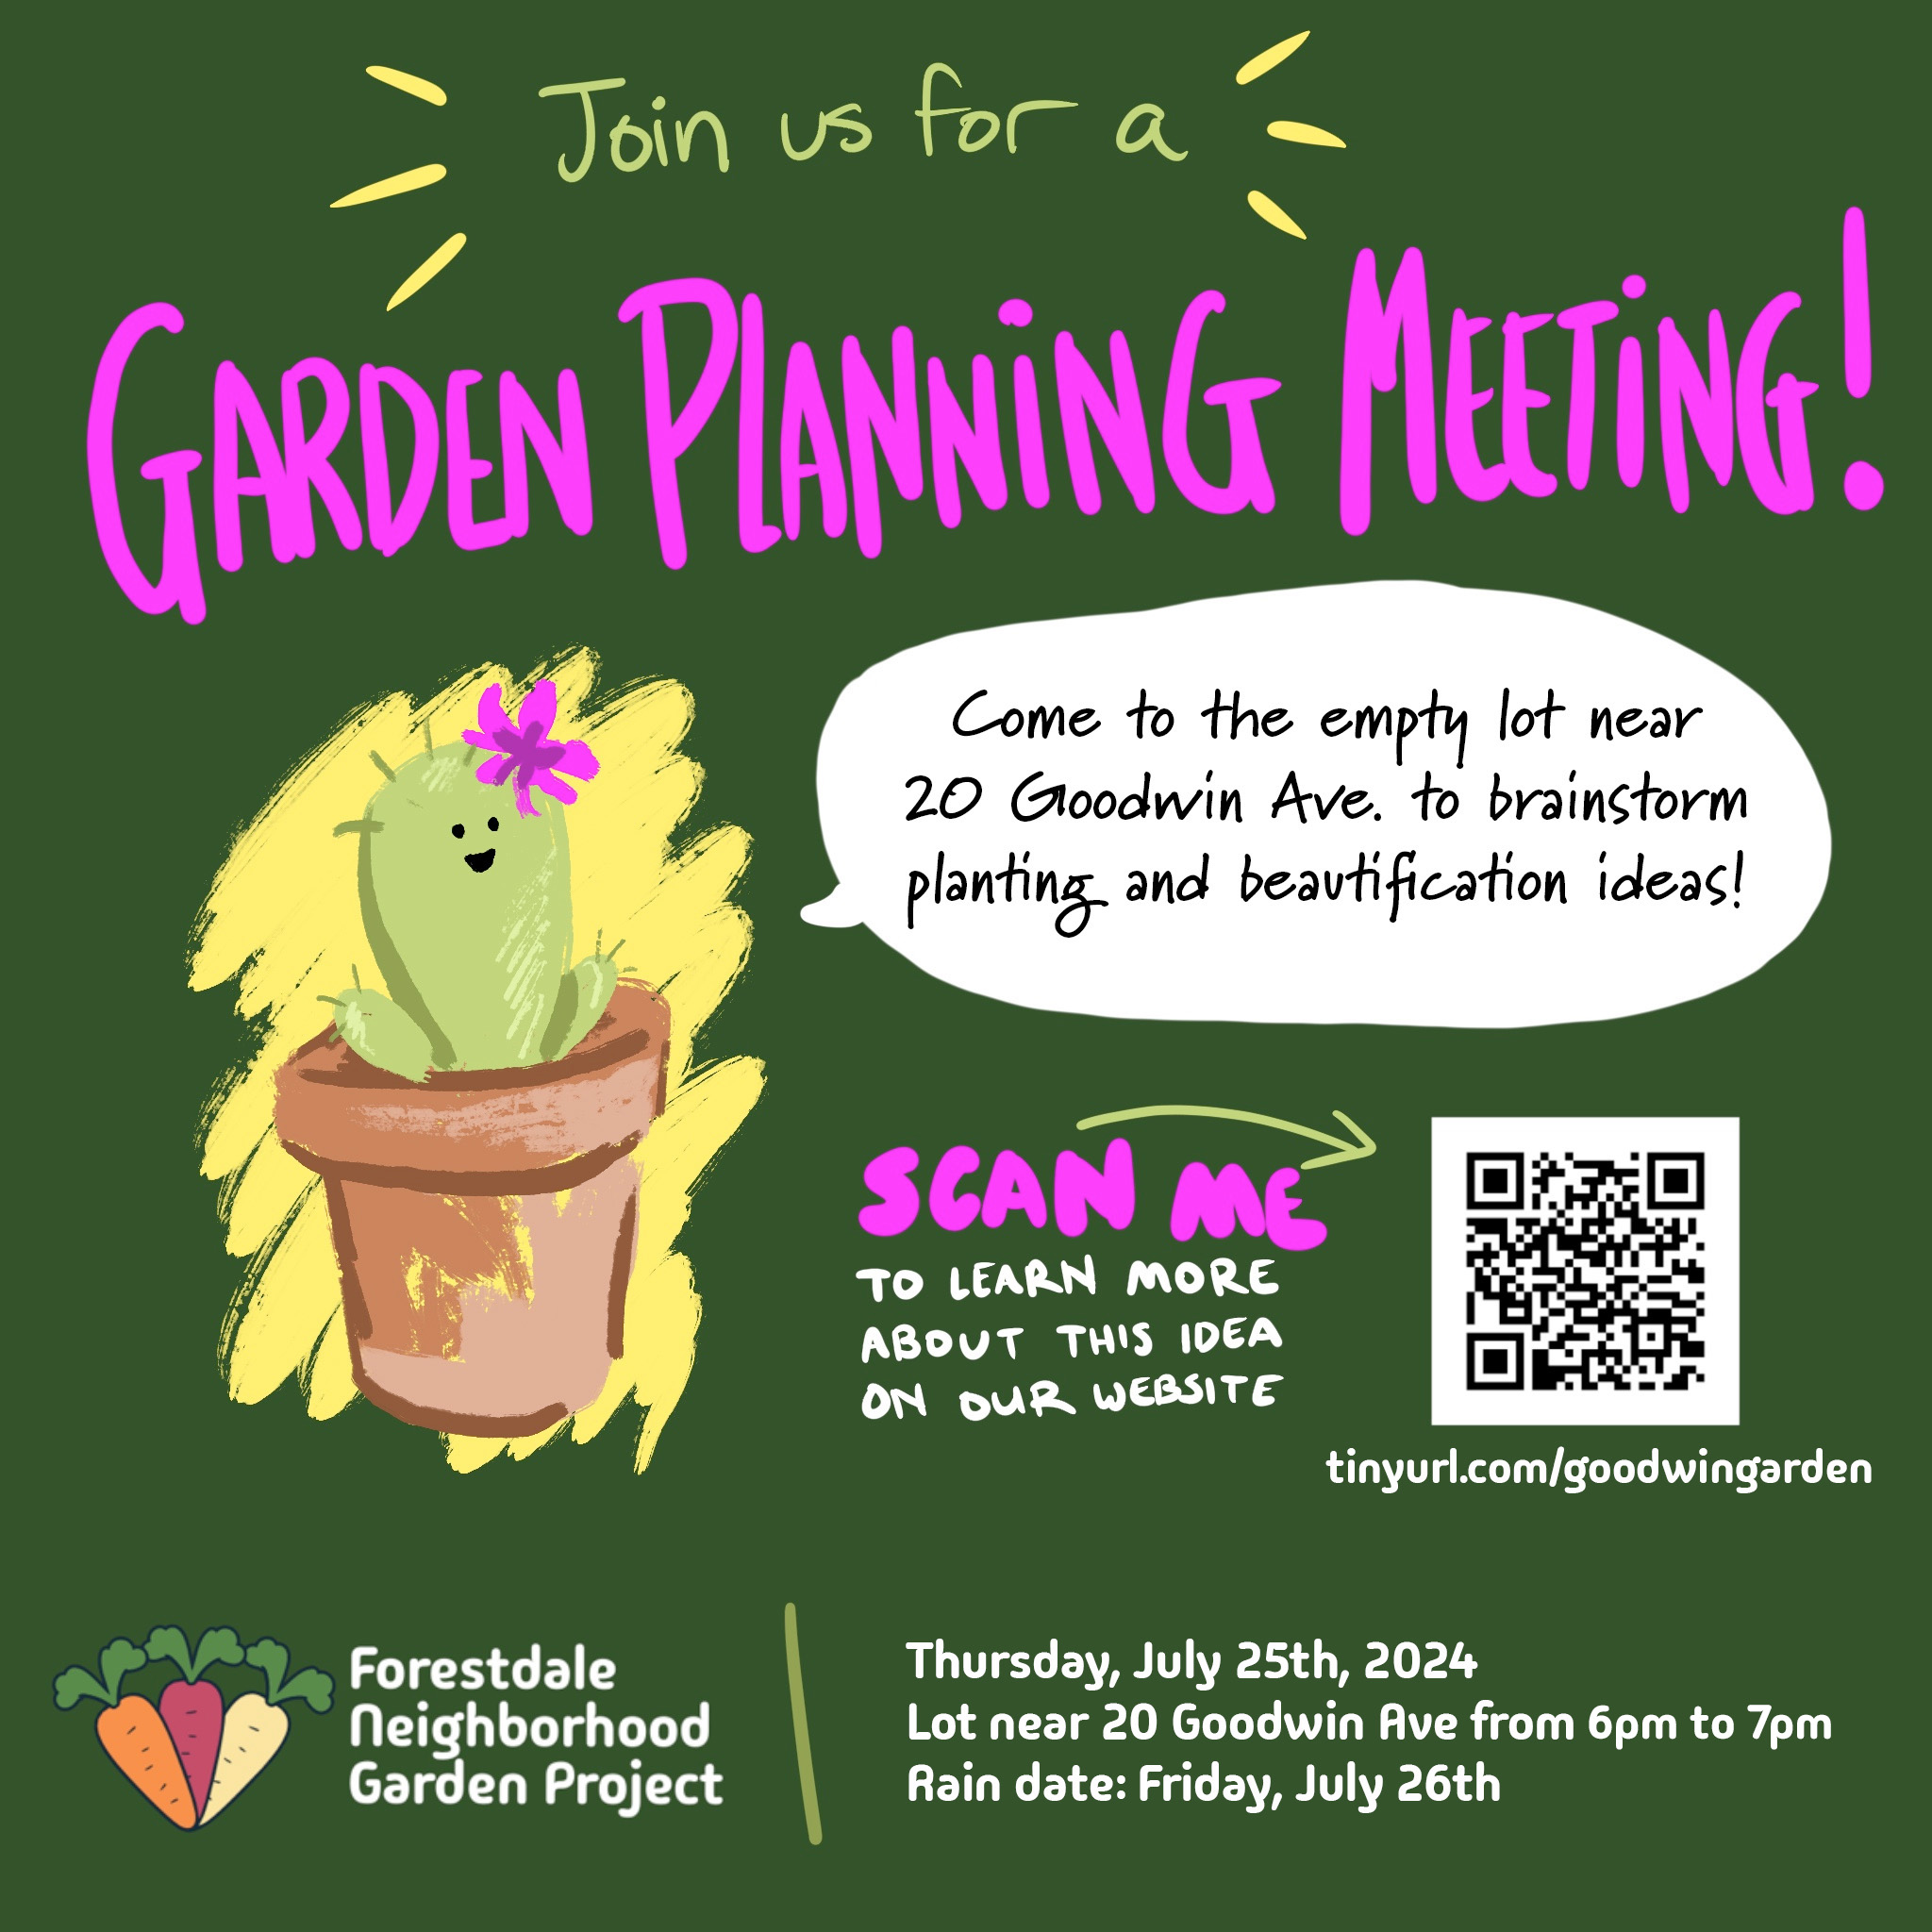 Join us for a
GARDEN PLANNING MEETING!
Come to the empty lot near
20 Goodwin Ave. to brainstorm
planting and beautification ideas!
SCAN ME
TO LEARN MORE
ABOUT THIS IDEA
ON OUR WEBSITE
tinyurl.com/goodwingarden
Forestdale
Neighborhood
Garden Project
Thursday, July 25th, 2024
Lot near 20 Goodwin Ave from 6pm to 7pm
Rain date: Friday, July 26th